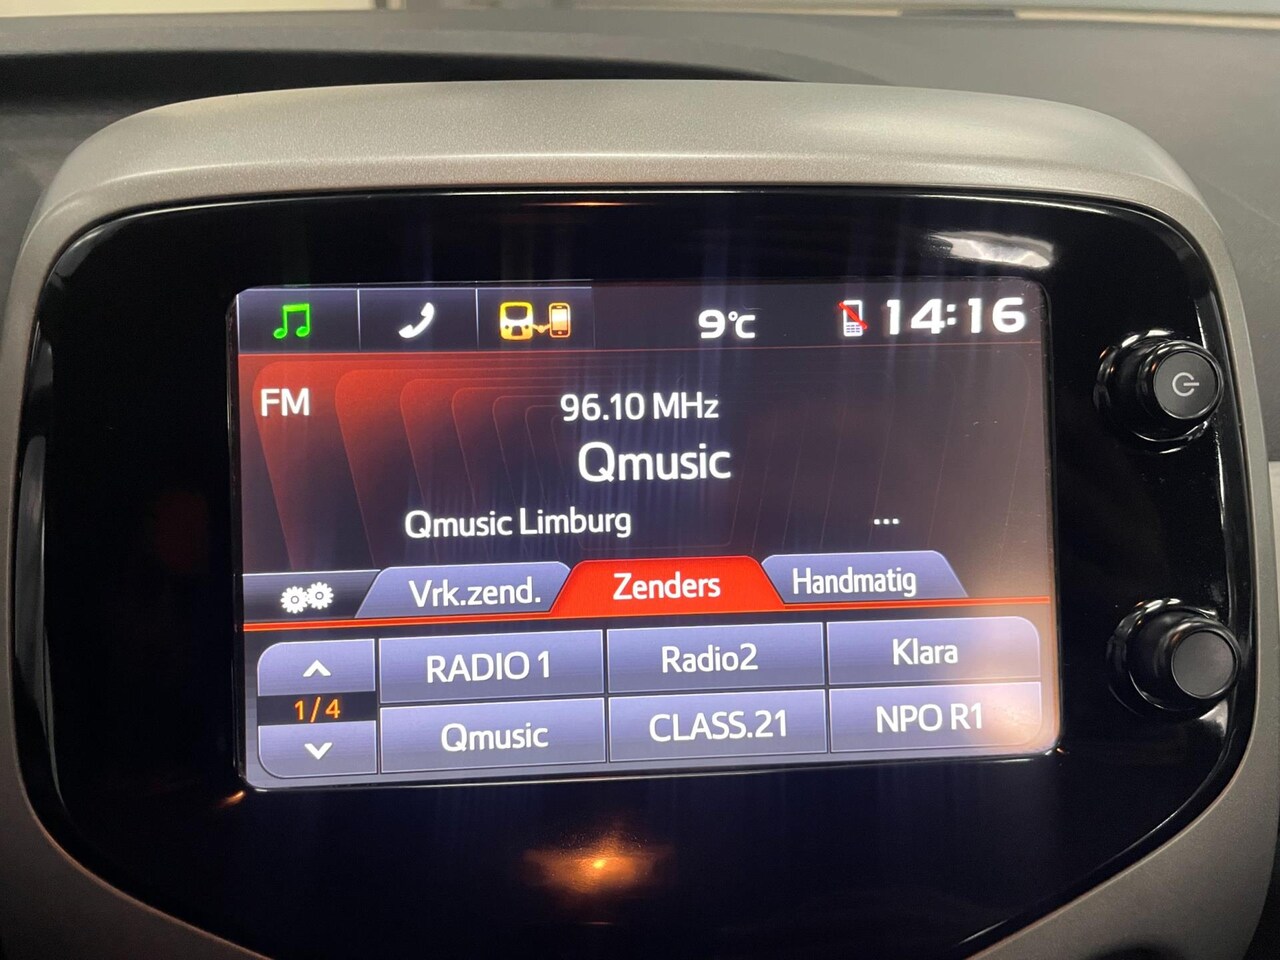 9°C 14:16
FM
96.10 MHz
Qmusic
Qmusic Limburg ...
Vrk.zend. Zenders Handmatig
RADIO 1 Radio2 Klara
1/4
Qmusic CLASS.21 NPO R1